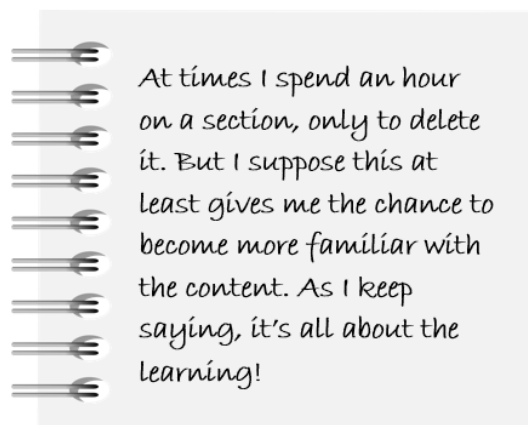 At times I spend an hour
on a section, only to delete
it. But I suppose this at
least gives me the chance to
become more familiar with
the content. As I keep
saying, it's all about the
learning!